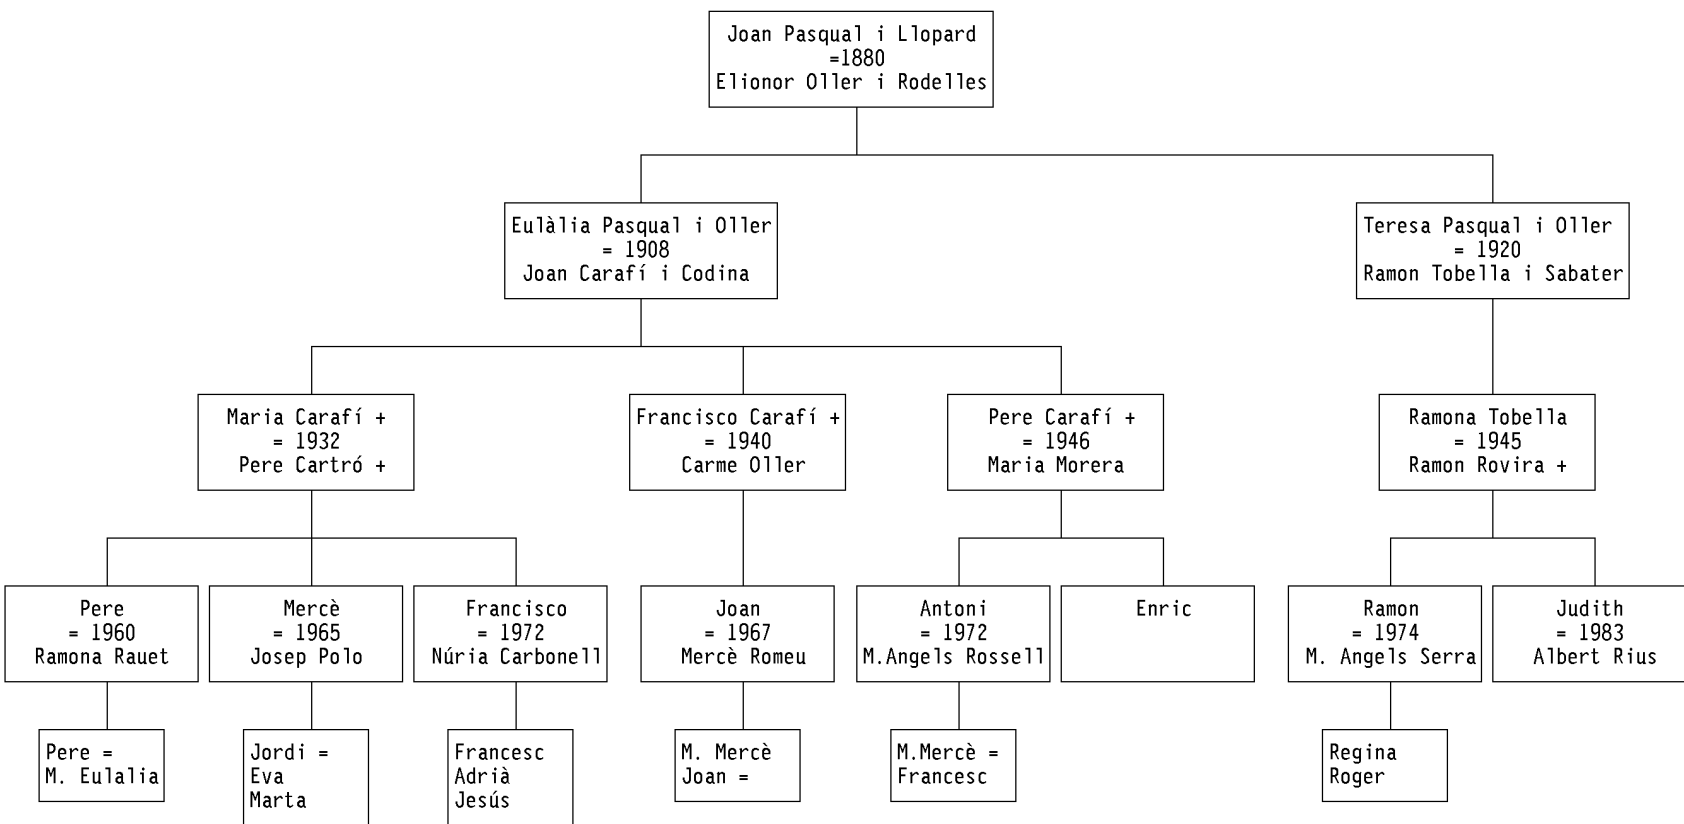 Joan Pasqual i Llopard
=1880
Elionor Oller i Rodelles
Eulàlia Pasqual i Oller
= 1908
Joan Carafí i Codina
Teresa Pasqual i Oller
= 1920
Ramon Tobella i Sabater
Maria Carafí +
= 1932
Pere Cartró +
Francisco Carafí +
= 1940
Carme Oller
Pere Carafí +
= 1946
Maria Morera
Ramona Tobella
= 1945
Ramon Rovira +
Pere
= 1960
Ramona Rauet
Mercè
= 1965
Josep Polo
Francisco
= 1972
Núria Carbonell
Joan
= 1967
Mercè Romeu
Antoni
= 1972
M.Angels Rossell
Enric
Ramon
= 1974
M. Angels Serra
Judith
= 1983
Albert Rius
Pere =
M. Eulalia
Jordi =
Eva
Marta
Francesc
Adrià
Jesús
M. Mercè
Joan =
M.Mercè =
Francesc
Regina
Roger